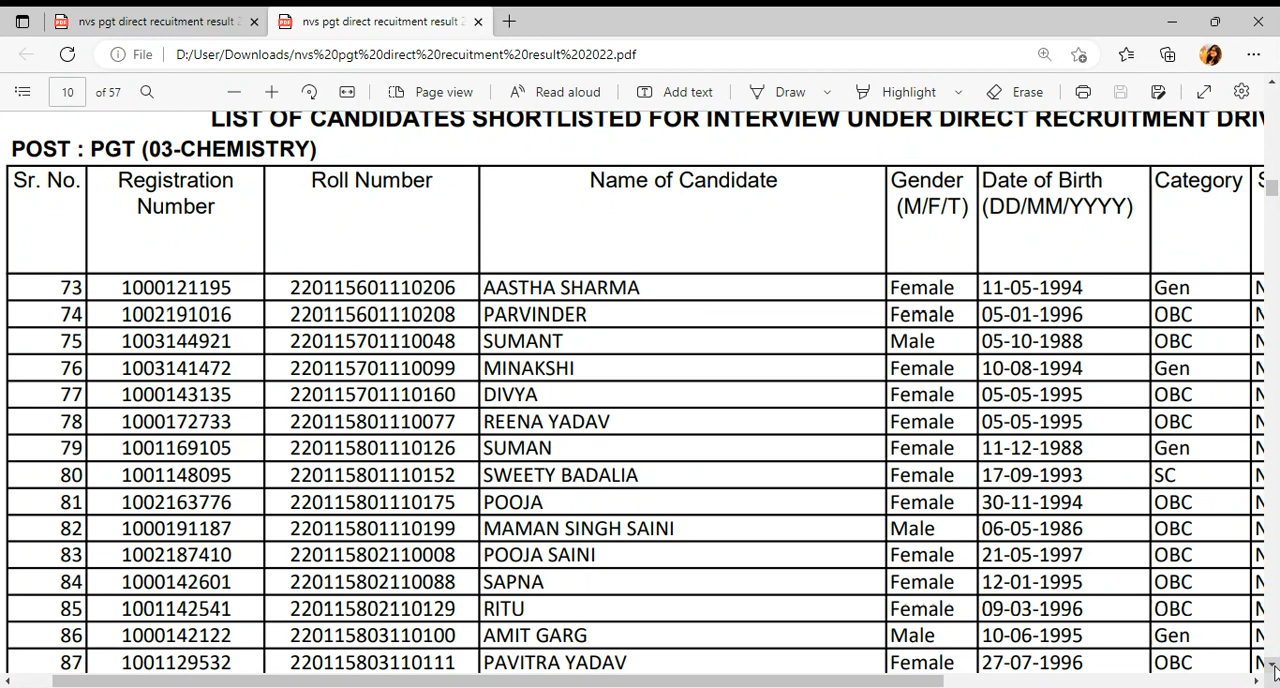 nvs pgt direct recuitment result 2
nvs pgt direct recuitment result 2
File D:/User/Downloads/nvs%20pgt%20direct%20recuitment%20result%202022.pdf
10 of 57 Page view Read aloud Add text Draw Highlight Erase
LIST OF CANDIDATES SHORTLISTED FOR INTERVIEW UNDER DIRECT RECRUITMENT DRIV
POST : PGT (03-CHEMISTRY)
Sr. No. Registration Number Roll Number Name of Candidate Gender (M/F/T) Date of Birth (DD/MM/YYYY) Category
73 1000121195 220115601110206 AASTHA SHARMA Female 11-05-1994 Gen N
74 1002191016 220115601110208 PARVINDER Female 05-01-1996 OBC N
75 1003144921 220115701110048 SUMANT Male 05-10-1988 OBC N
76 1003141472 220115701110099 MINAKSHI Female 10-08-1994 Gen N
77 1000143135 220115701110160 DIVYA Female 05-05-1995 OBC N
78 1000172733 220115801110077 REENA YADAV Female 05-05-1995 OBC N
79 1001169105 220115801110126 SUMAN Female 11-12-1988 Gen N
80 1001148095 220115801110152 SWEETY BADALIA Female 17-09-1993 SC N
81 1002163776 220115801110175 POOJA Female 30-11-1994 OBC N
82 1000191187 220115801110199 MAMAN SINGH SAINI Male 06-05-1986 OBC N
83 1002187410 220115802110008 POOJA SAINI Female 21-05-1997 OBC N
84 1000142601 220115802110088 SAPNA Female 12-01-1995 OBC N
85 1001142541 220115802110129 RITU Female 09-03-1996 OBC N
86 1000142122 220115803110100 AMIT GARG Male 10-06-1995 Gen N
87 1001129532 220115803110111 PAVITRA YADAV Female 27-07-1996 OBC N